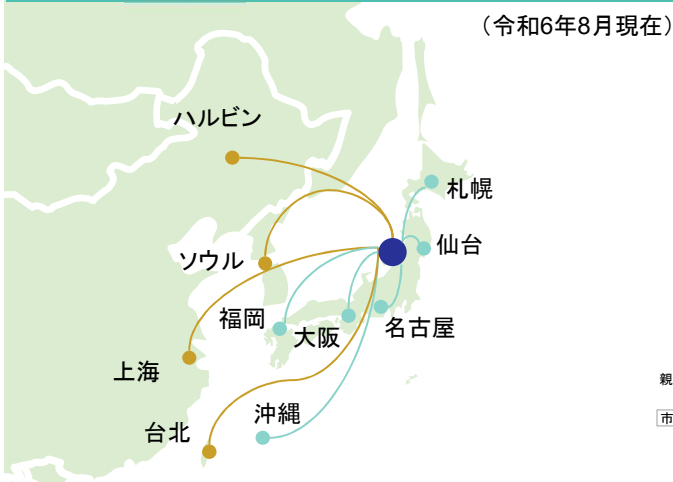 （令和6年8月現在）
ハルビン
札幌
仙台
ソウル
福岡
大阪
名古屋
上海
沖縄
台北
親
市